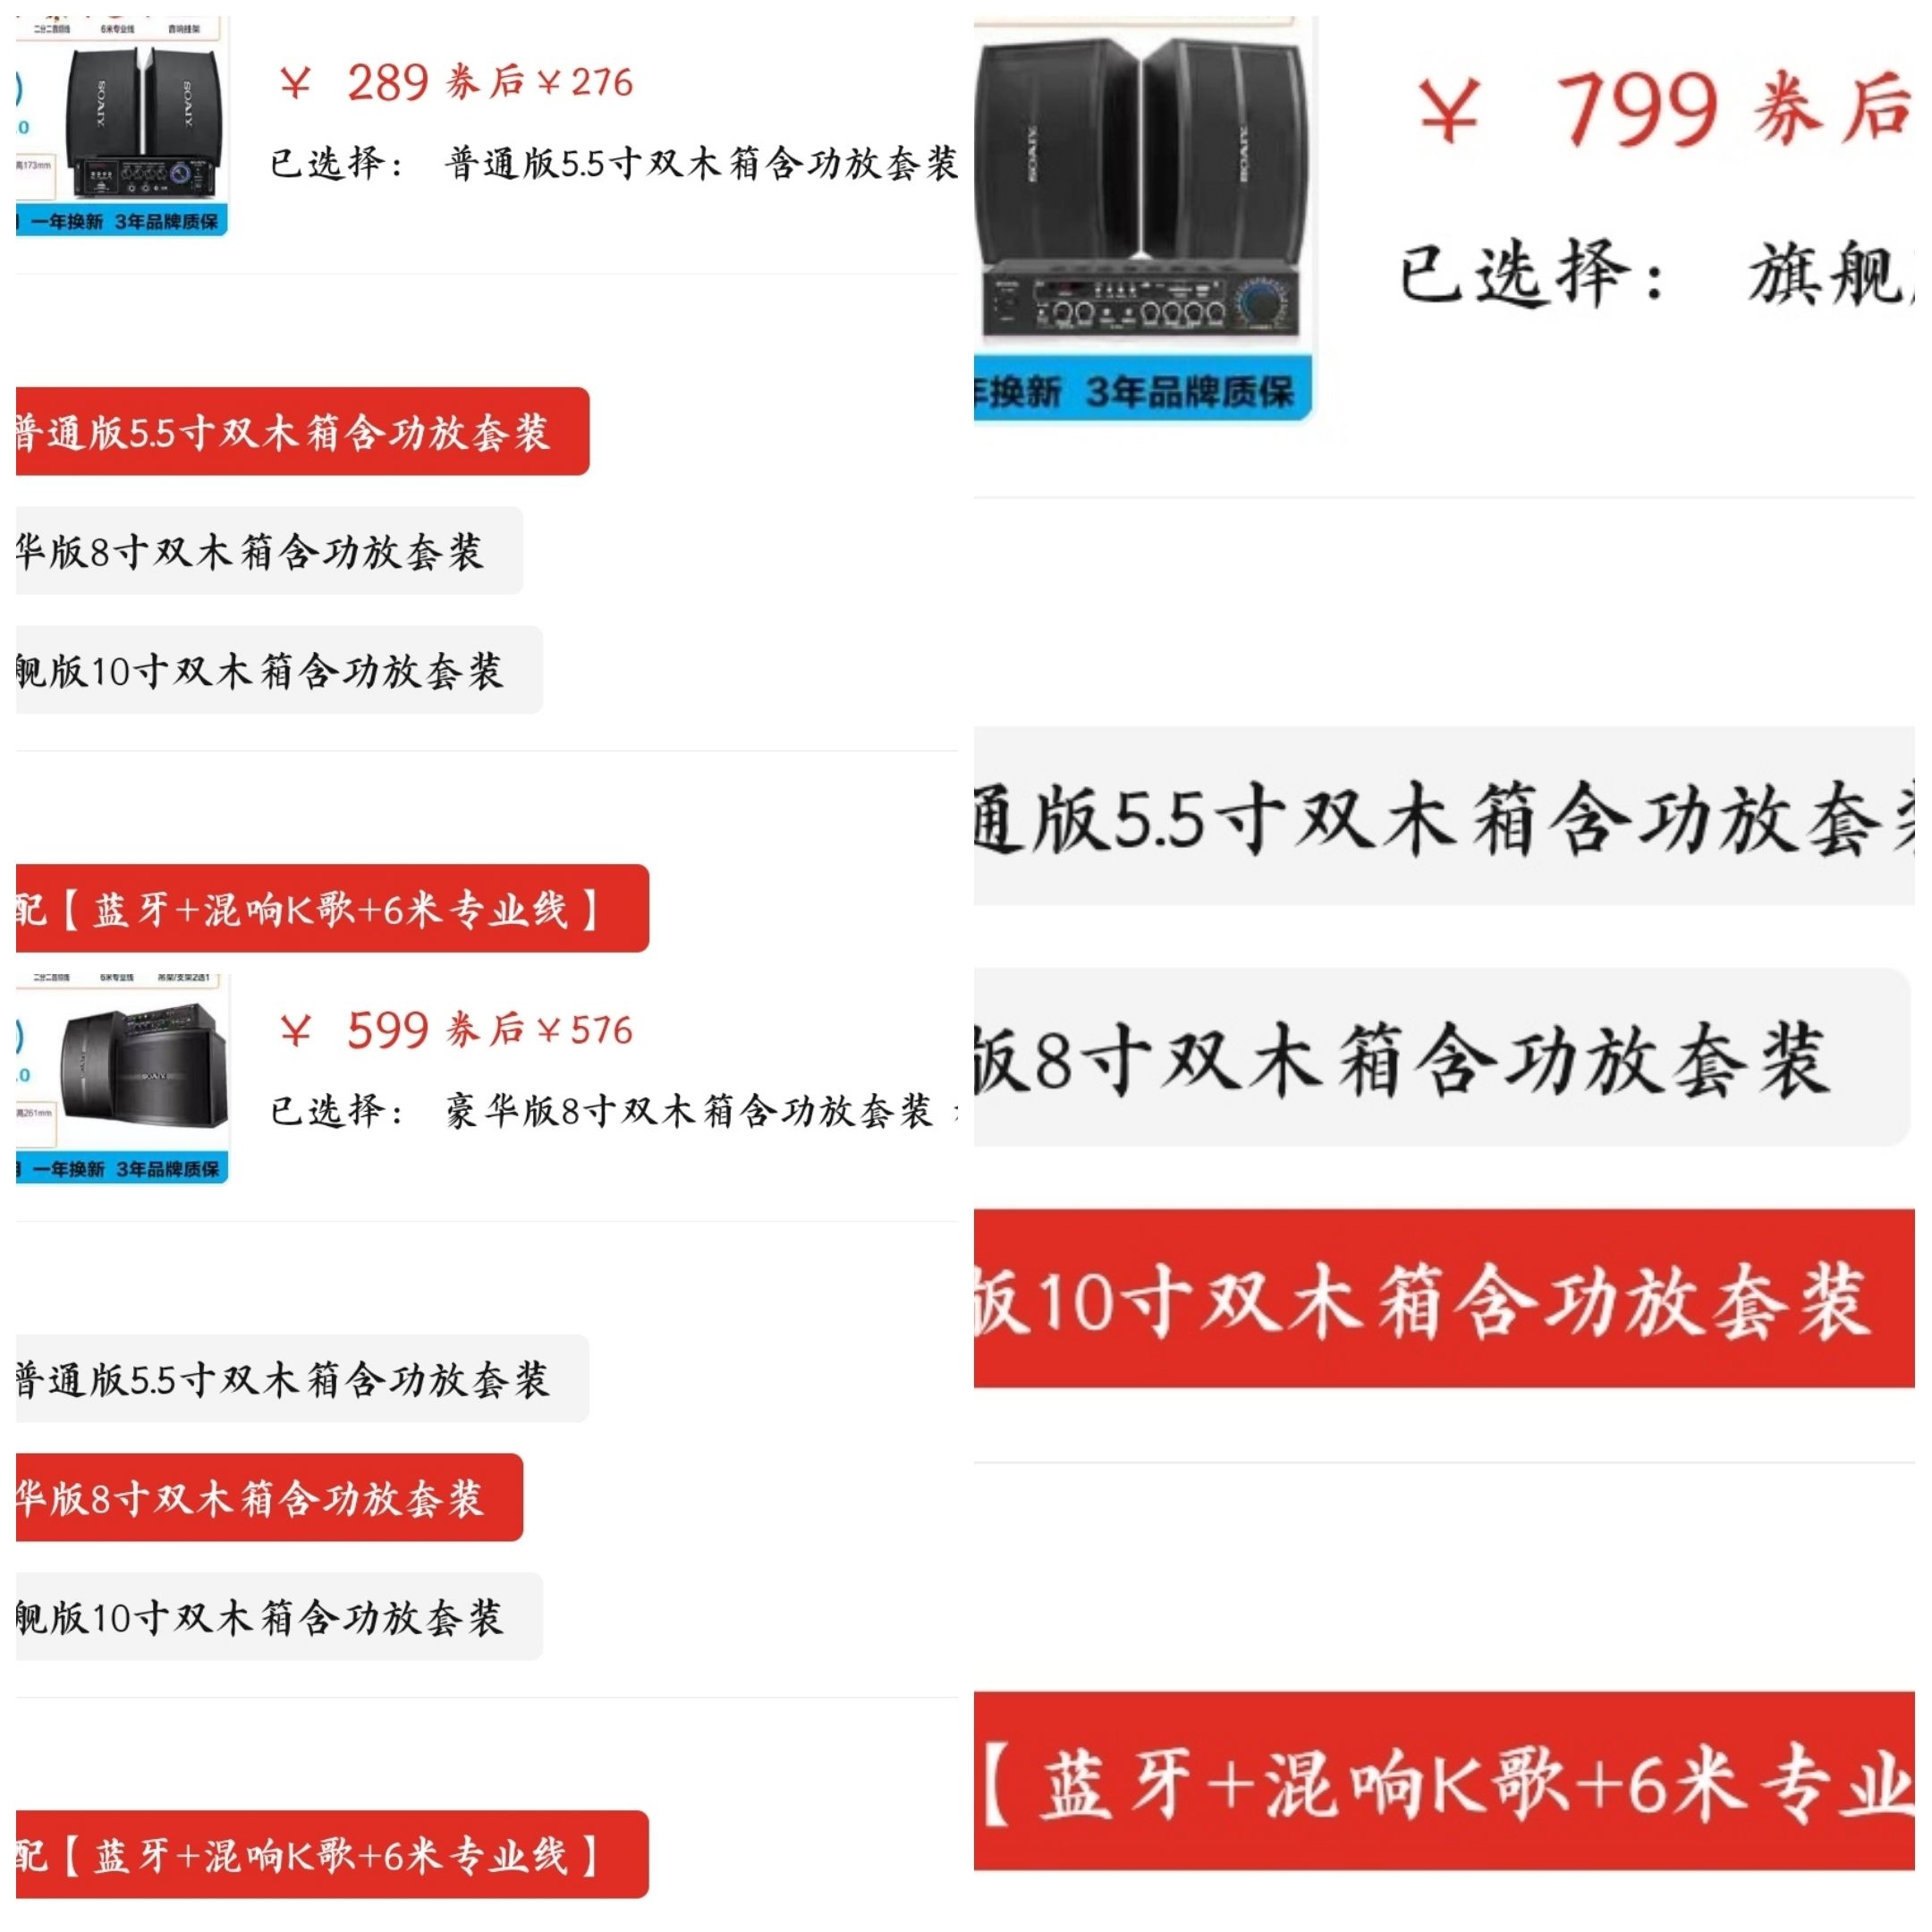 二分二音频线 6米专业线 音响挂架
SOAIY
SOAIY
.0
高173mm
一年换新 3年品牌质保
￥ 289 券后￥276
已选择： 普通版5.5寸双木箱含功放套装
普通版5.5寸双木箱含功放套装
华版8寸双木箱含功放套装
舰版10寸双木箱含功放套装
配【蓝牙+混响K歌+6米专业线】
二分二音频线 6米专业线 吊架/支架2选1
SOAIY
.0
高261mm
一年换新 3年品牌质保
￥ 599 券后￥576
已选择： 豪华版8寸双木箱含功放套装
普通版5.5寸双木箱含功放套装
华版8寸双木箱含功放套装
舰版10寸双木箱含功放套装
配【蓝牙+混响K歌+6米专业线】
SOAIY
SOAIY
年换新 3年品牌质保
￥ 799 券后
已选择： 旗舰
通版5.5寸双木箱含功放套装
版8寸双木箱含功放套装
版10寸双木箱含功放套装
【蓝牙+混响K歌+6米专业